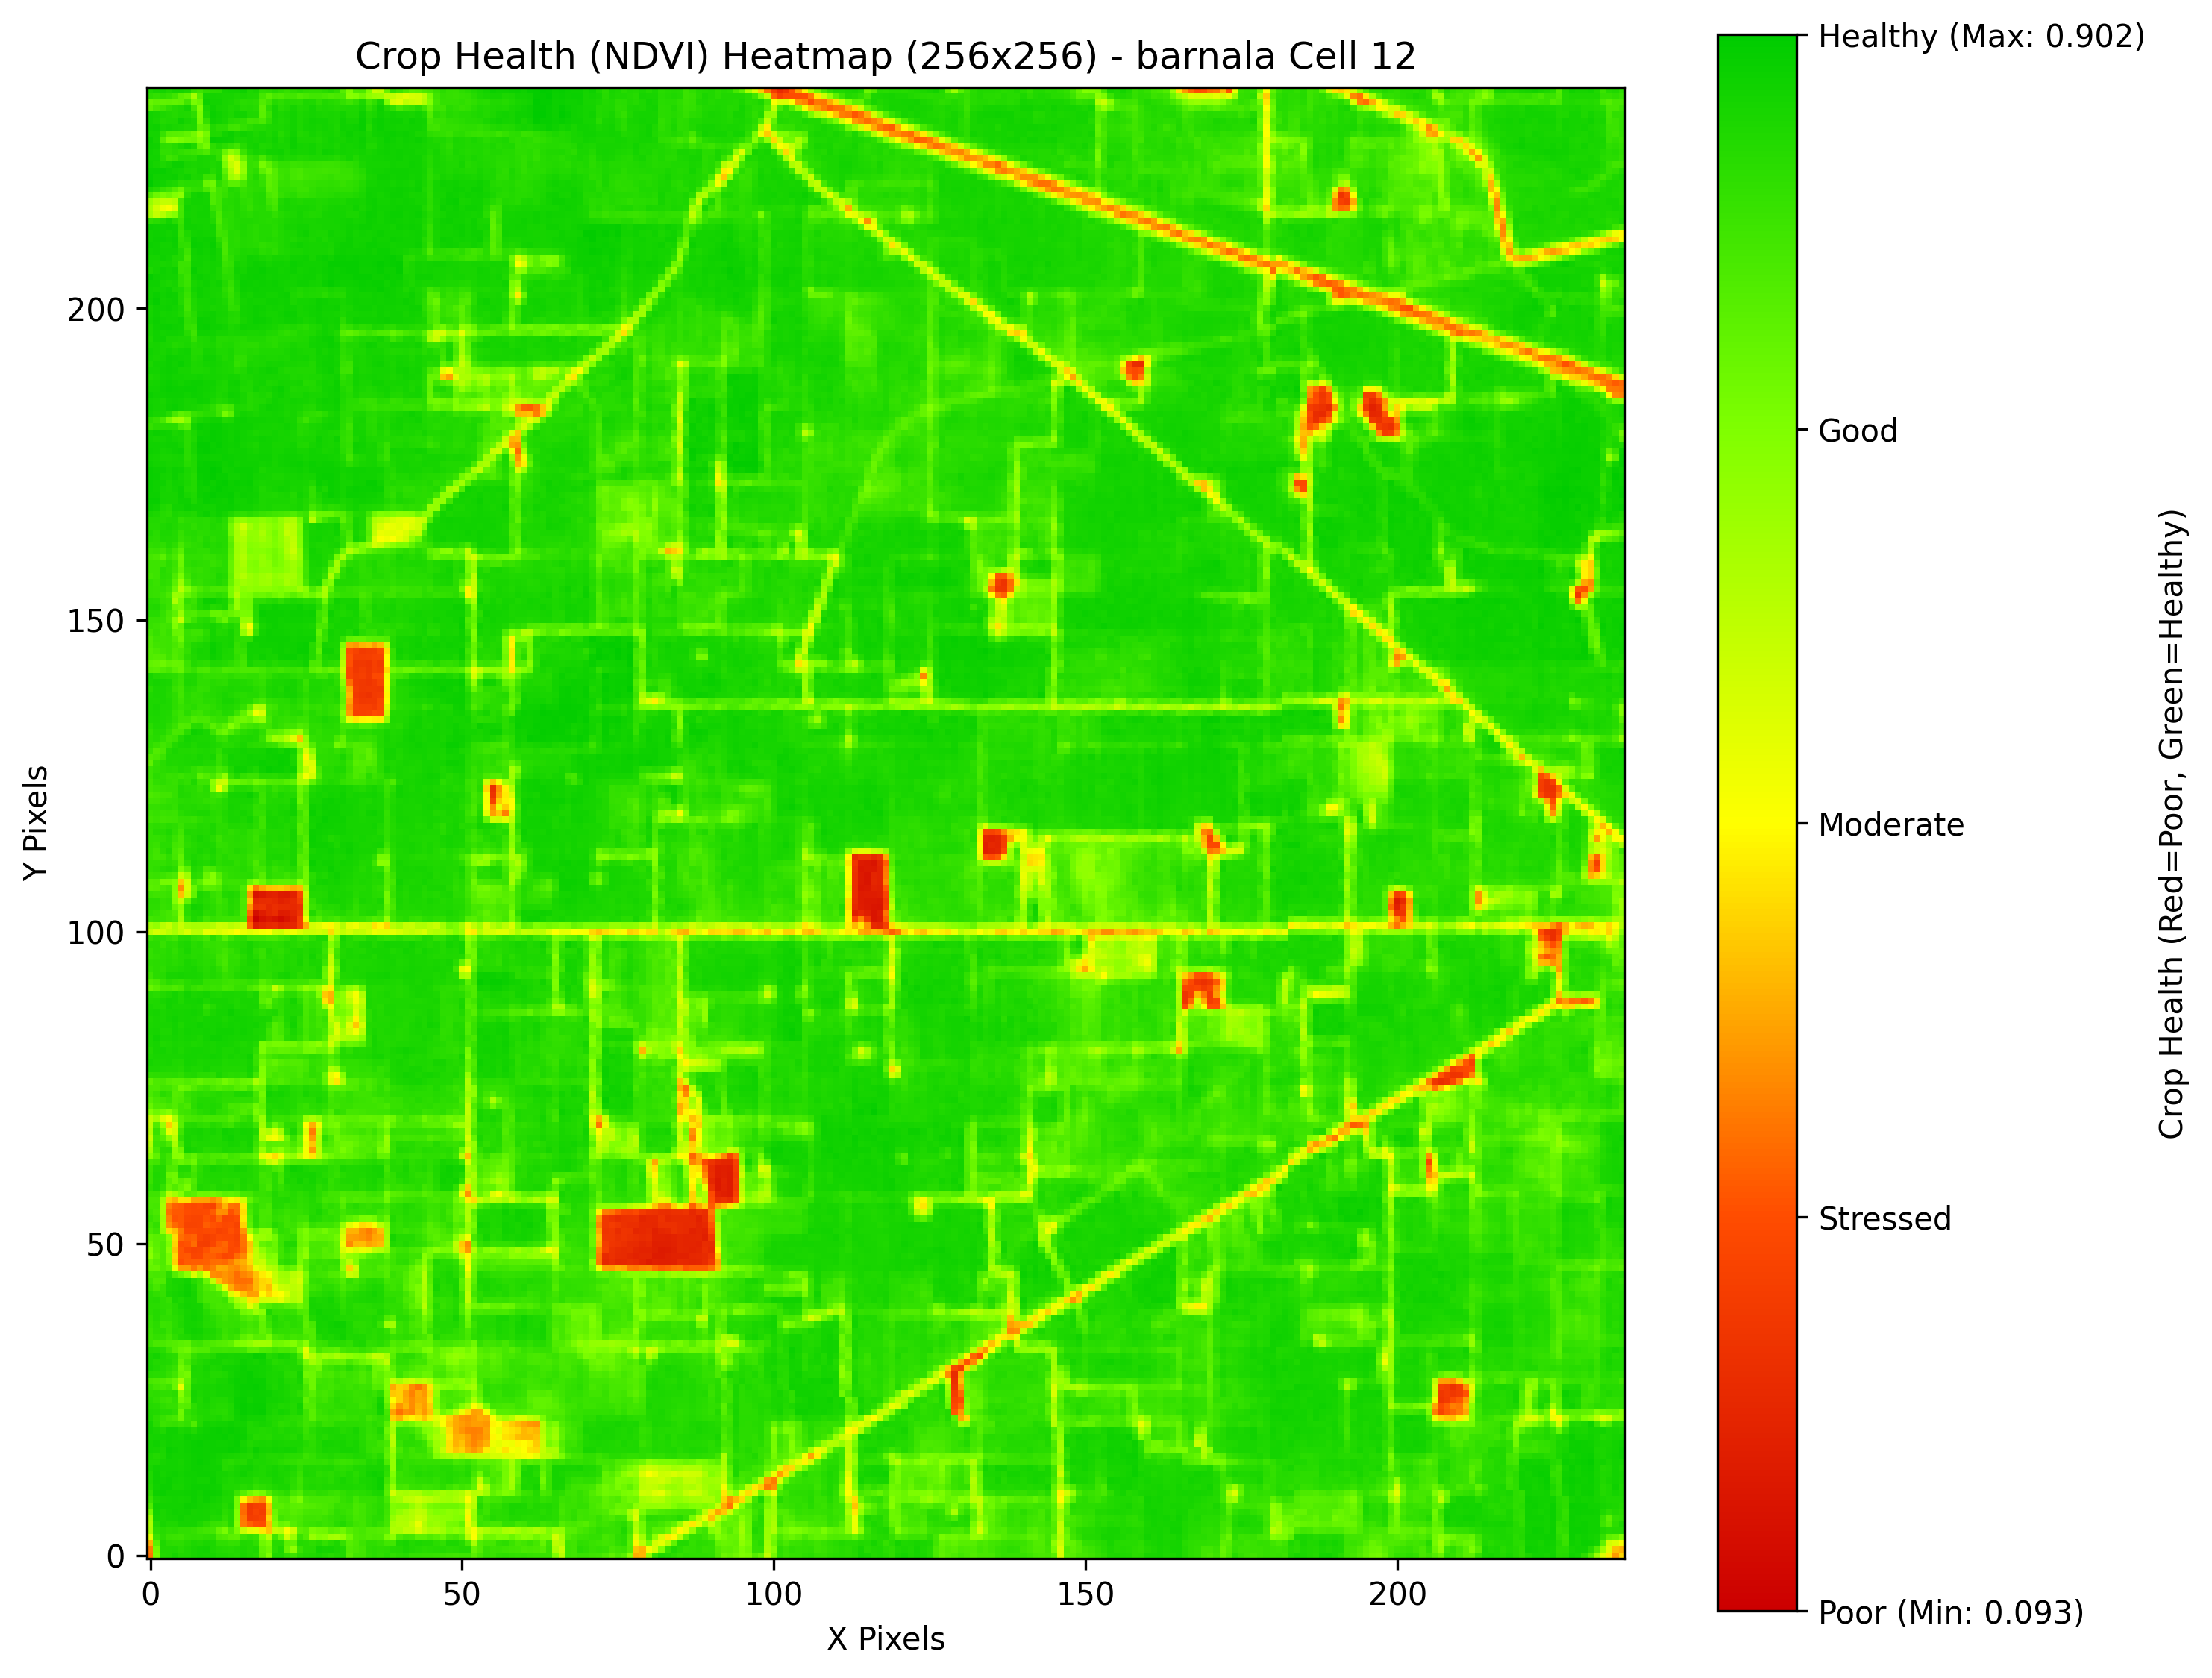 Crop Health (NDVI) Heatmap (256x256) - barnala Cell 12
Healthy (Max: 0.902)
Good
Moderate
Stressed
Poor (Min: 0.093)
Crop Health (Red=Poor, Green=Healthy)
Y Pixels
200
150
100
50
0
0 50 100 150 200
X Pixels